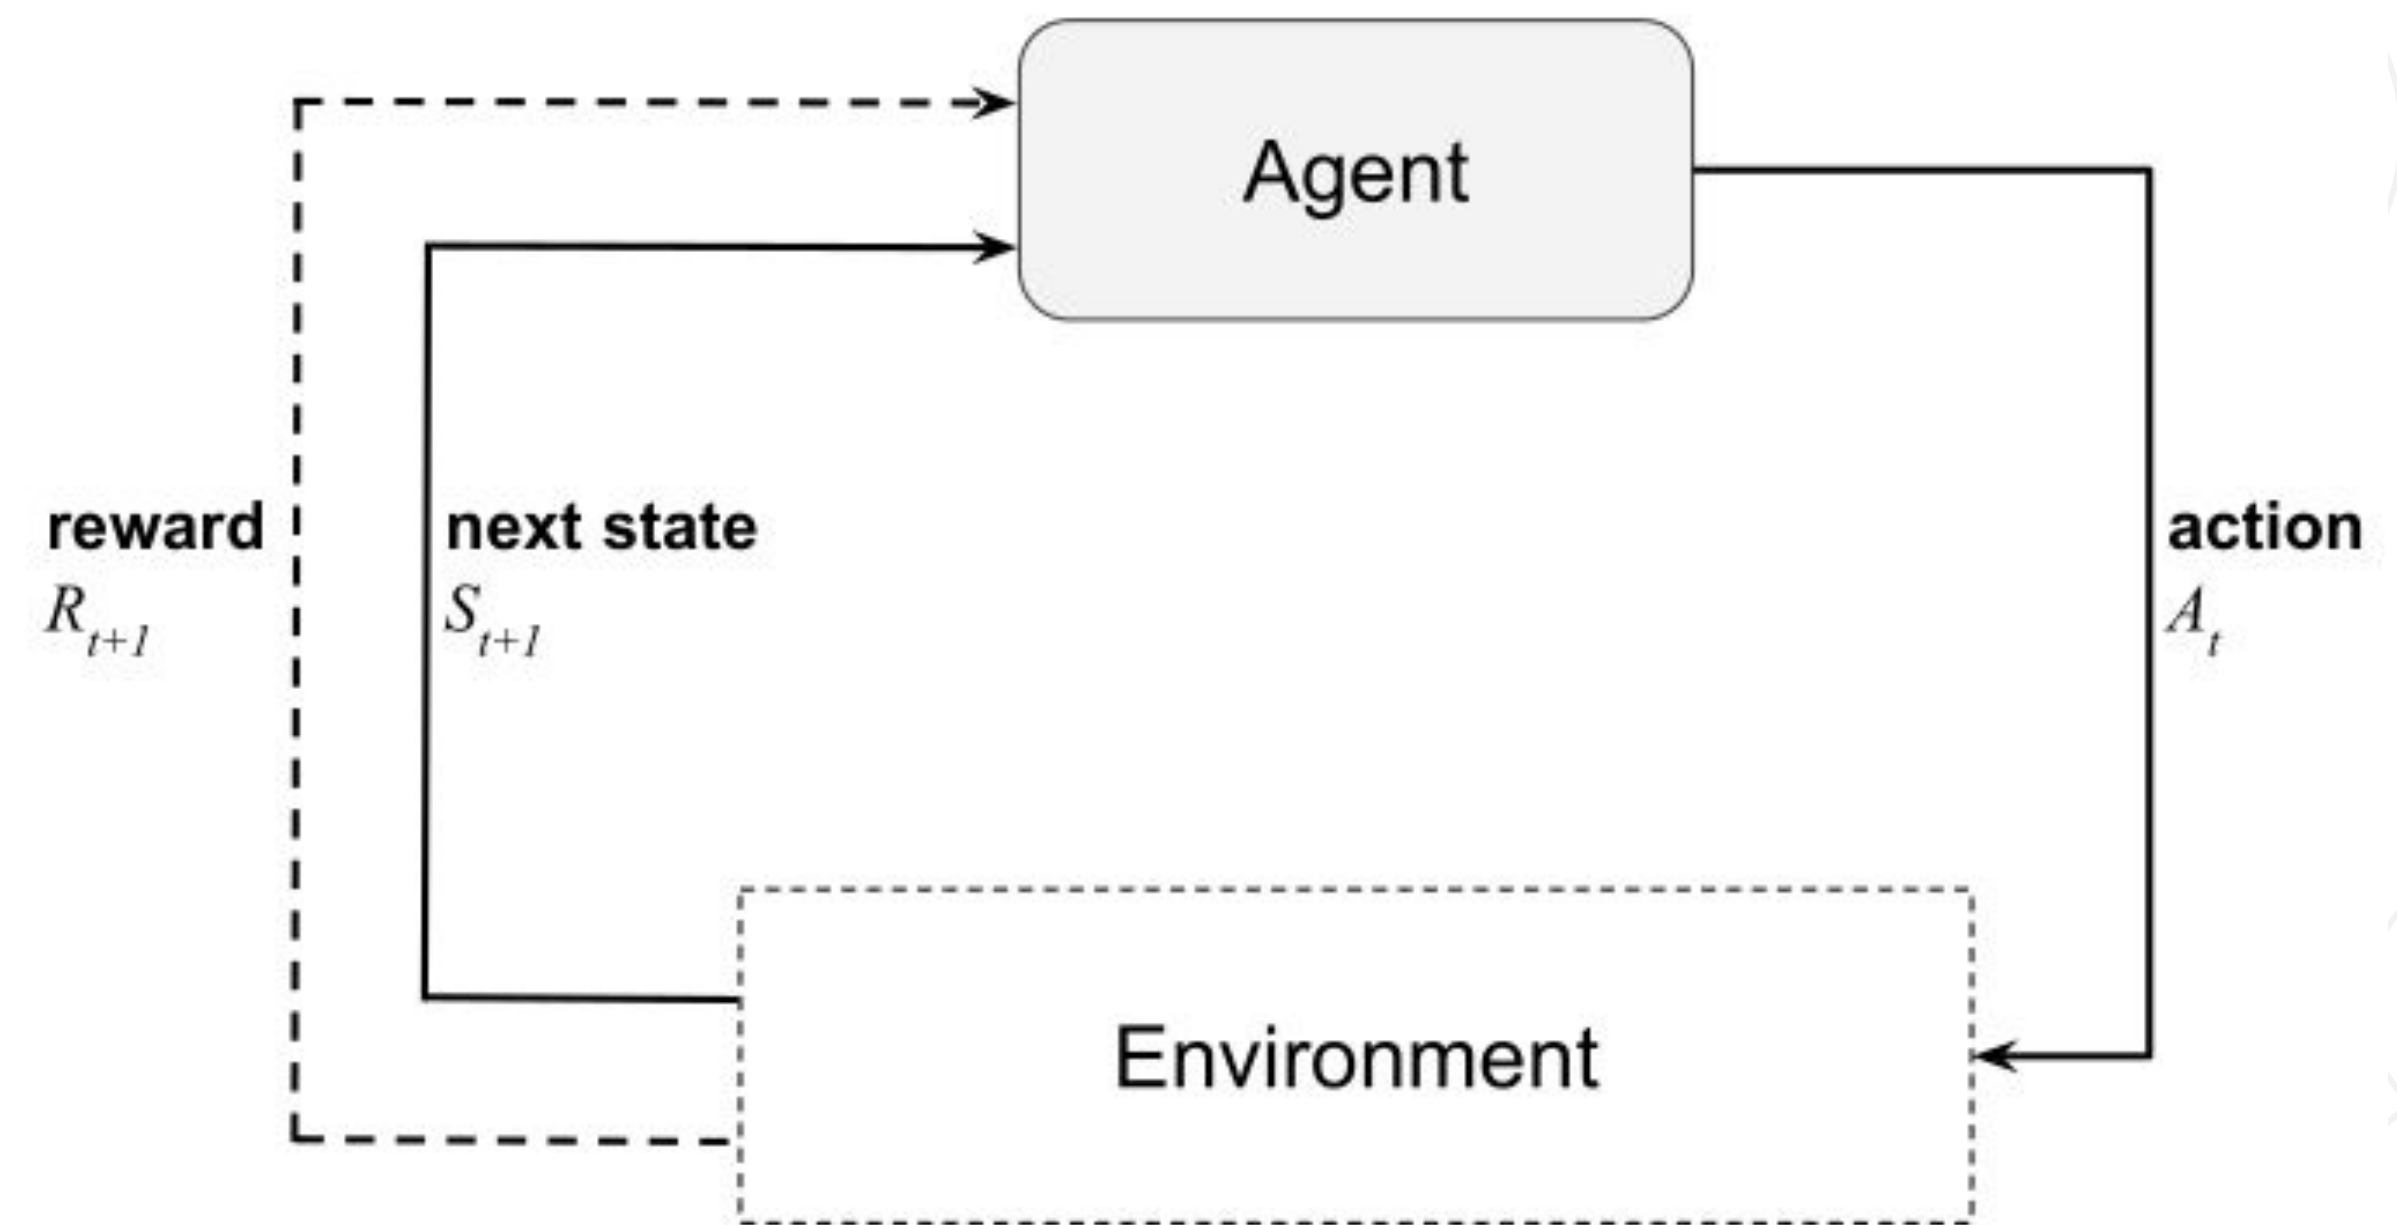 Agent
reward
R_{t+1}
next state
S_{t+1}
action
A_t
Environment